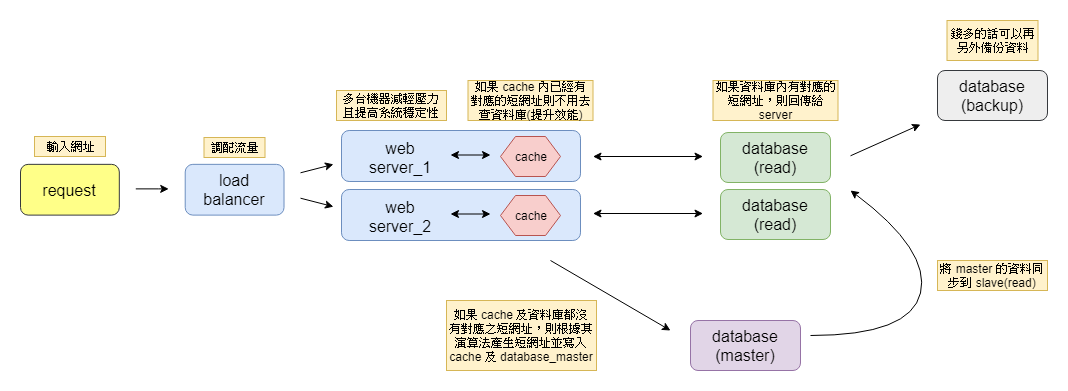 輸入網址
request
調配流量
load
balancer
多台機器減輕壓力
且提高系統穩定性
如果 cache 內已經有
對應的短網址則不用去
查資料庫(提升效能)
web
server_1
cache
web
server_2
cache
如果資料庫內有對應的
短網址，則回傳給
server
database
(read)
database
(read)
錢多的話可以再
另外備份資料
database
(backup)
將 master 的資料同
步到 slave(read)
如果 cache 及資料庫都沒
有對應之短網址，則根據其
演算法產生短網址並寫入
cache 及 database_master
database
(master)